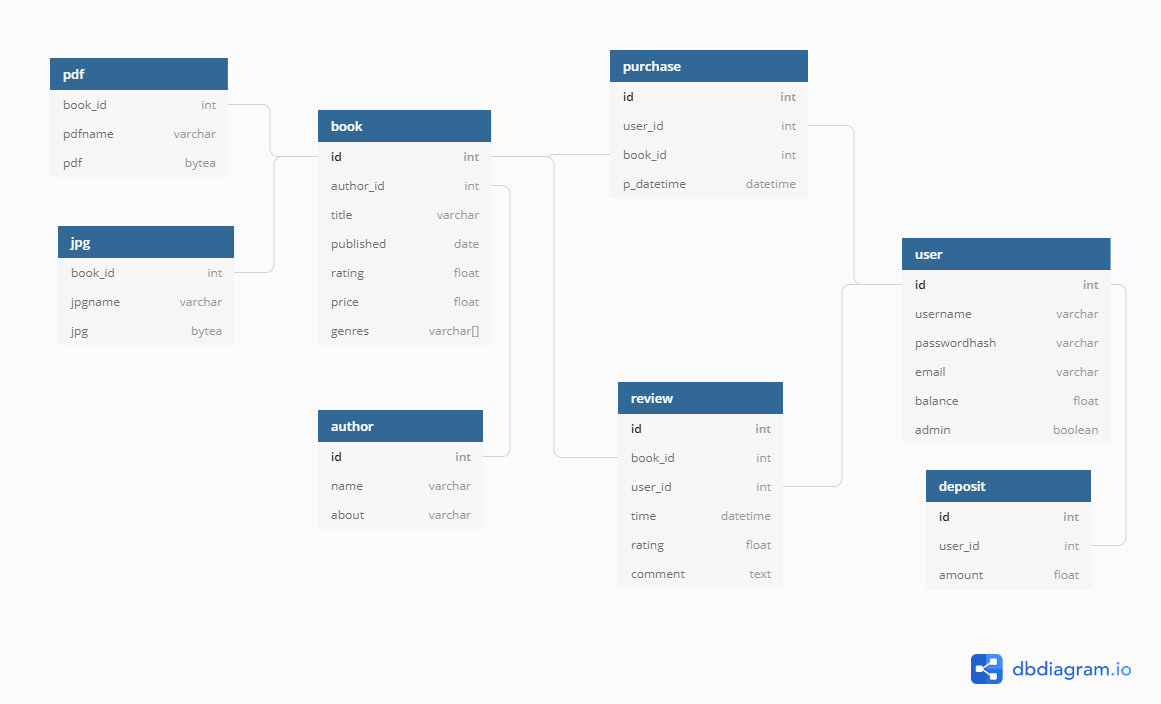 pdf
book_id int
pdfname varchar
pdf bytea
jpg
book_id int
jpgname varchar
jpg bytea
book
id int
author_id int
title varchar
published date
rating float
price float
genres varchar[]
author
id int
name varchar
about varchar
purchase
id int
user_id int
book_id int
p_datetime datetime
review
id int
book_id int
user_id int
time datetime
rating float
comment text
user
id int
username varchar
passwordhash varchar
email varchar
balance float
admin boolean
deposit
id int
user_id int
amount float
dbdiagram.io